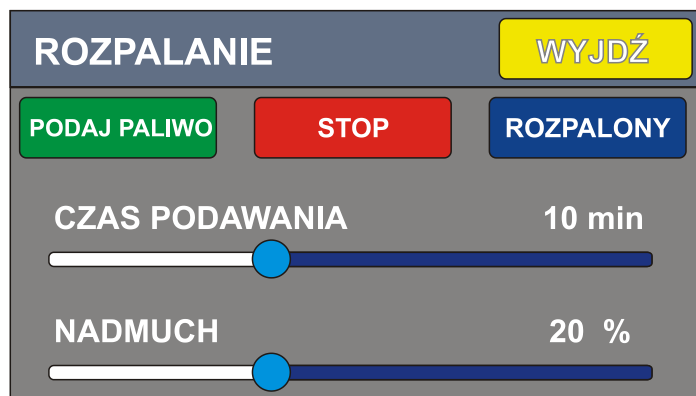 ROZPALANIE WYJDŹ
PODAJ PALIWO STOP ROZPALONY
CZAS PODAWANIA 10 min
NADMUCH 20 %